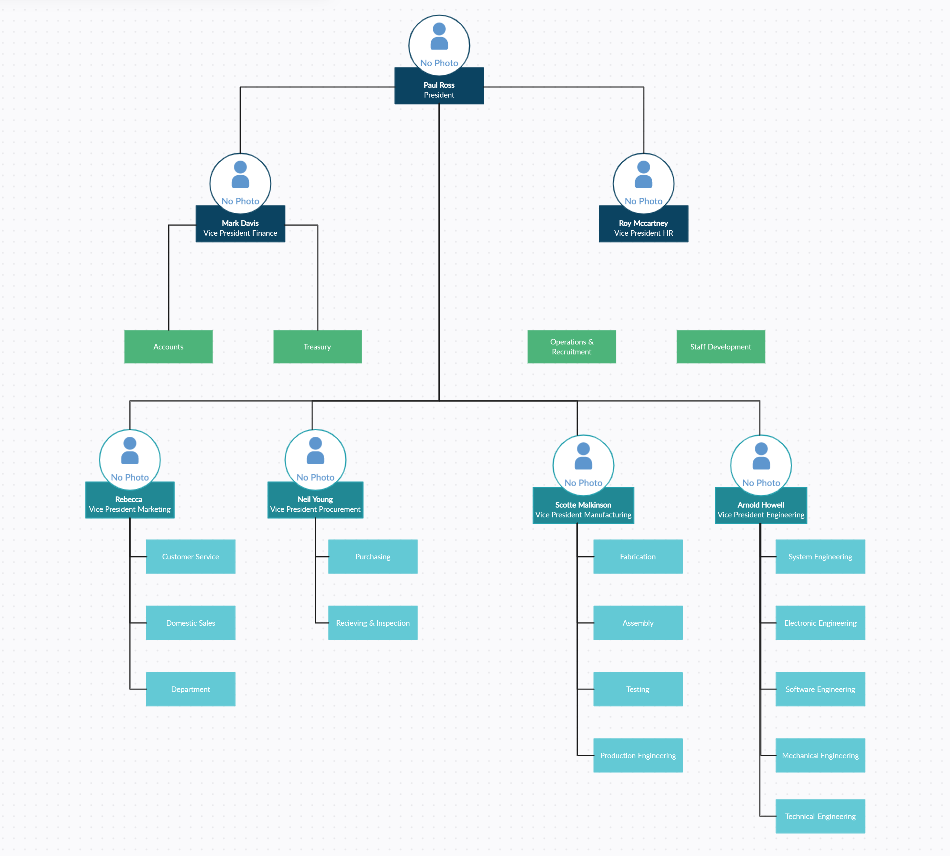 No Photo
Paul Ross
President
No Photo
Mark Davis
Vice President Finance
No Photo
Roy Mccartney
Vice President HR
Accounts
Treasury
Operations &
Recruitment
Staff Development
No Photo
Rebecca
Vice President Marketing
No Photo
Neil Young
Vice President Procurement
No Photo
Scotte Malkinson
Vice President Manufacturing
No Photo
Arnold Howell
Vice President Engineering
Customer Service
Purchasing
Fabrication
System Engineering
Domestic Sales
Recieving & Inspection
Assembly
Electronic Engineering
Department
Testing
Software Engineering
Production Engineering
Mechanical Engineering
Technical Engineering